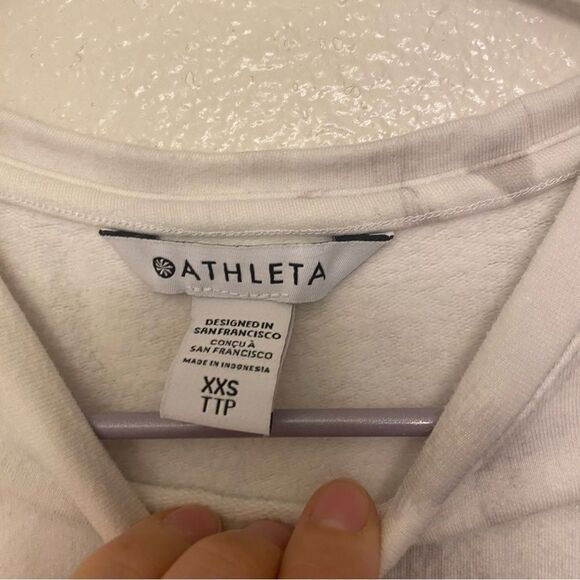 ATHLETA
DESIGNED IN
SAN FRANCISCO
CONÇU À
SAN FRANCISCO
MADE IN INDONESIA
XXS
TTP